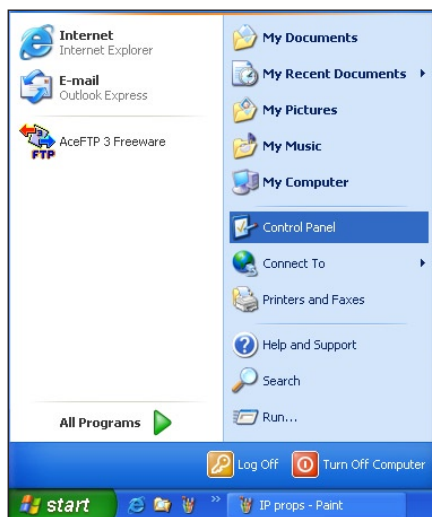 Internet
Internet Explorer
E-mail
Outlook Express
FTP
AceFTP 3 Freeware
All Programs
My Documents
My Recent Documents
My Pictures
My Music
My Computer
Control Panel
Connect To
Printers and Faxes
Help and Support
Search
Run...
Log Off
Turn Off Computer
start
IP props - Paint